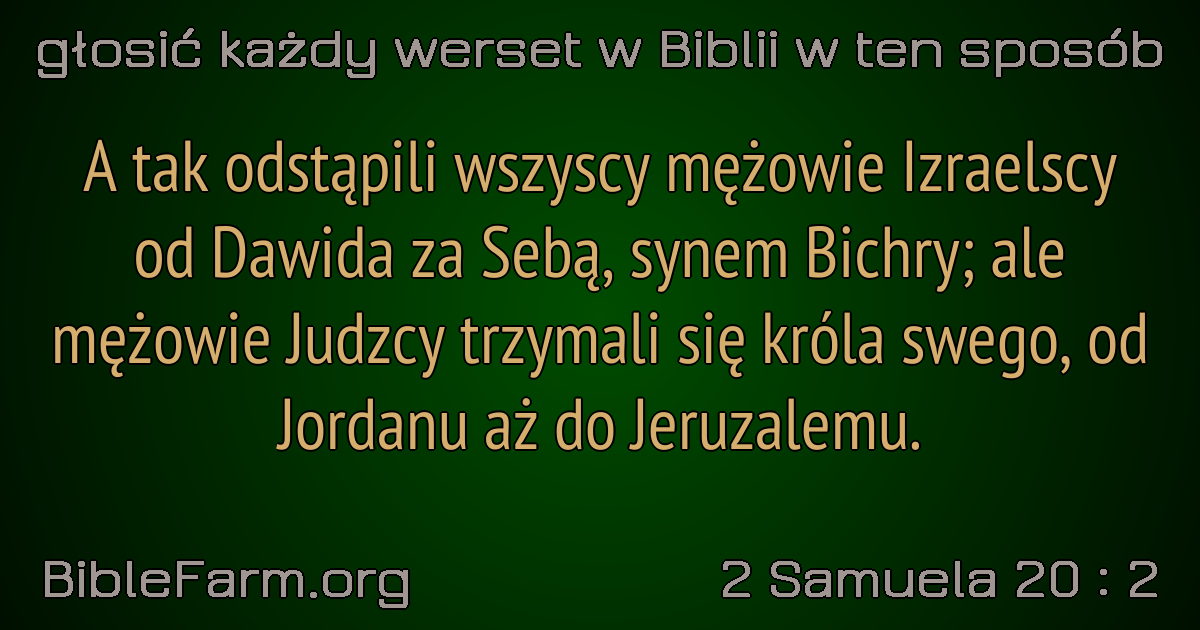 głosić każdy werset w Biblii w ten sposób
A tak odstąpili wszyscy mężowie Izraelscy
od Dawida za Sebą, synem Bichry; ale
mężowie Judzcy trzymali się króla swego, od
Jordanu aż do Jeruzalemu.
BibleFarm.org
2 Samuela 20 : 2